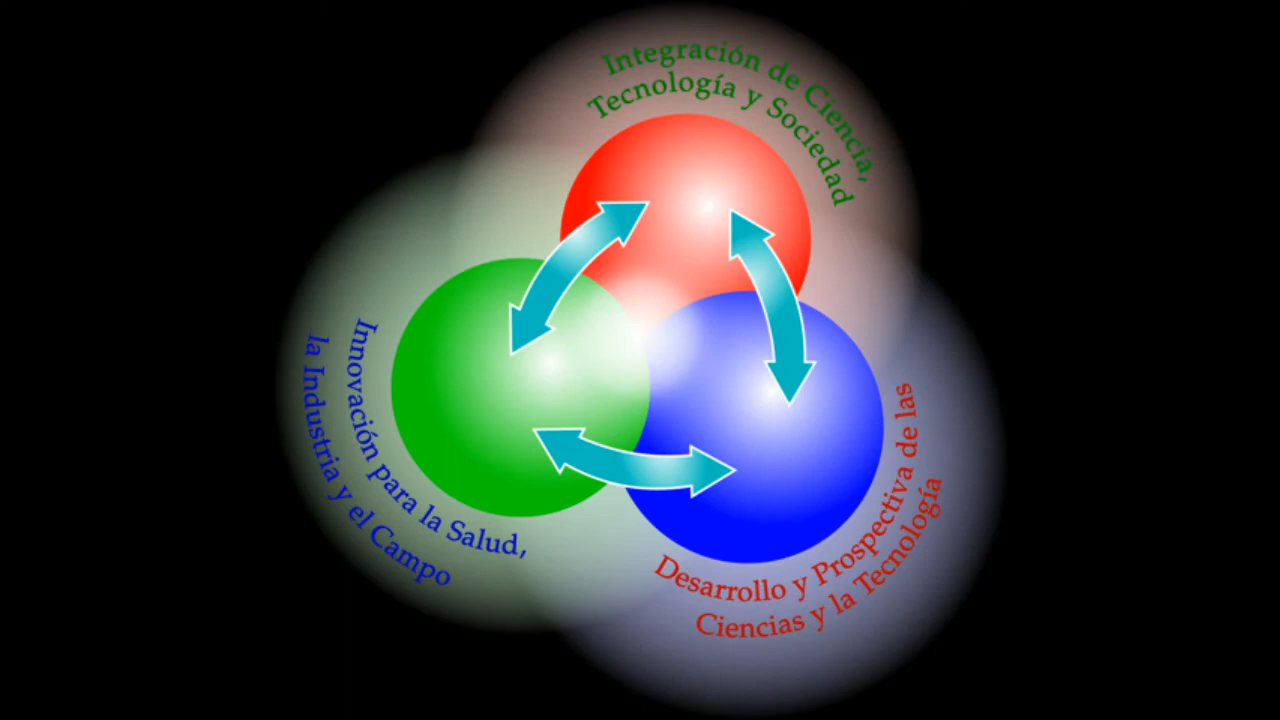 Integración de Ciencia,
Tecnología y Sociedad
Innovación para la Salud,
la Industria y el Campo
Desarrollo y Prospectiva de las
Ciencias y la Tecnología